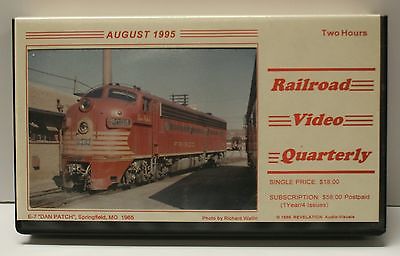 AUGUST 1995
Two Hours
Railroad
Video
Quarterly
FRISCO
SINGLE PRICE: $18.00
SUBSCRIPTION: $58.00 Postpaid
(1Year/4 Issues)
E-7 "DAN PATCH", Springfield, MO 1965
Photo by Richard Wallin
REVELATION Audio-Visuals